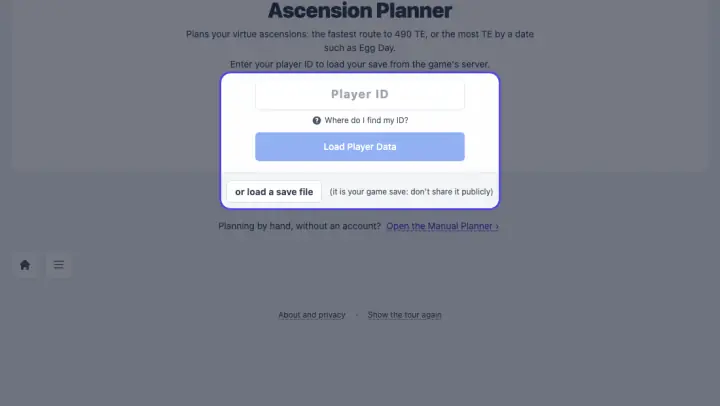 Ascension Planner
Plans your virtue ascensions: the fastest route to 490 TE, or the most TE by a date
such as Egg Day.
Enter your player ID to load your save from the game's server.
Player ID
? Where do I find my ID?
Load Player Data
or load a save file (it is your game save: don't share it publicly)
Planning by hand, without an account? Open the Manual Planner ›
About and privacy · Show the tour again